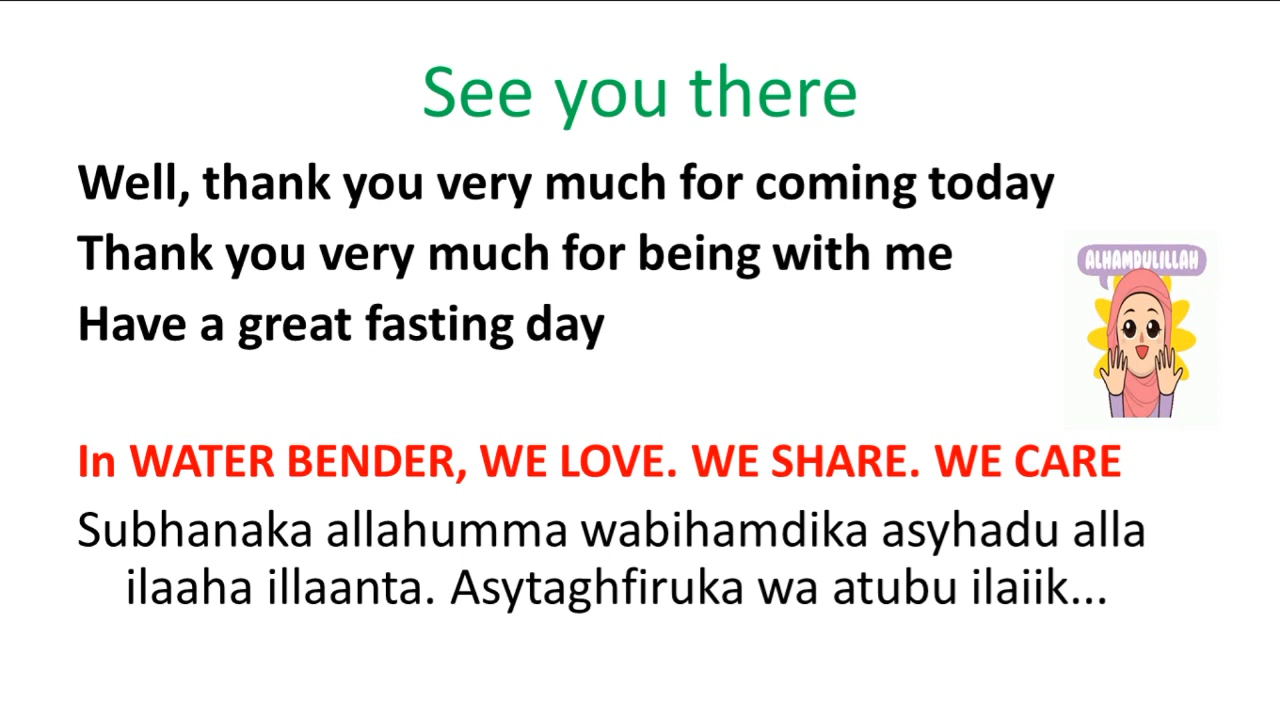 See you there
Well, thank you very much for coming today
Thank you very much for being with me
Have a great fasting day
ALHAMDULILLAH
In WATER BENDER, WE LOVE. WE SHARE. WE CARE
Subhanaka allahumma wabihamdika asyhadu alla
ilaaha illaanta. Asytaghfiruka wa atubu ilaiik...